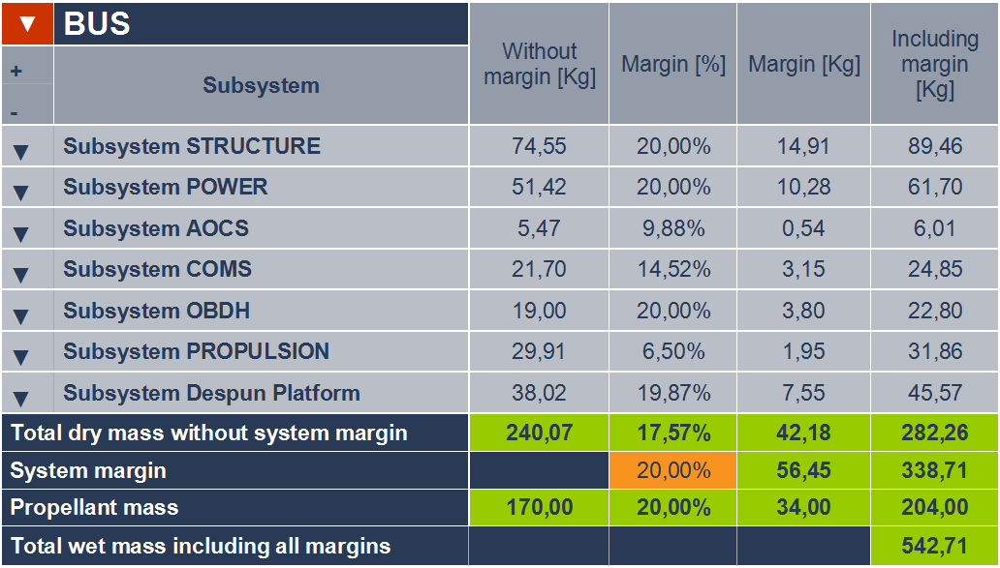 ▼ BUS
Without margin [Kg] Margin [%] Margin [Kg] Including margin [Kg]
+
Subsystem
-
▼ Subsystem STRUCTURE 74,55 20,00% 14,91 89,46
▼ Subsystem POWER 51,42 20,00% 10,28 61,70
▼ Subsystem AOCS 5,47 9,88% 0,54 6,01
▼ Subsystem COMS 21,70 14,52% 3,15 24,85
▼ Subsystem OBDH 19,00 20,00% 3,80 22,80
▼ Subsystem PROPULSION 29,91 6,50% 1,95 31,86
▼ Subsystem Despun Platform 38,02 19,87% 7,55 45,57
Total dry mass without system margin 240,07 17,57% 42,18 282,26
System margin 20,00% 56,45 338,71
Propellant mass 170,00 20,00% 34,00 204,00
Total wet mass including all margins 542,71